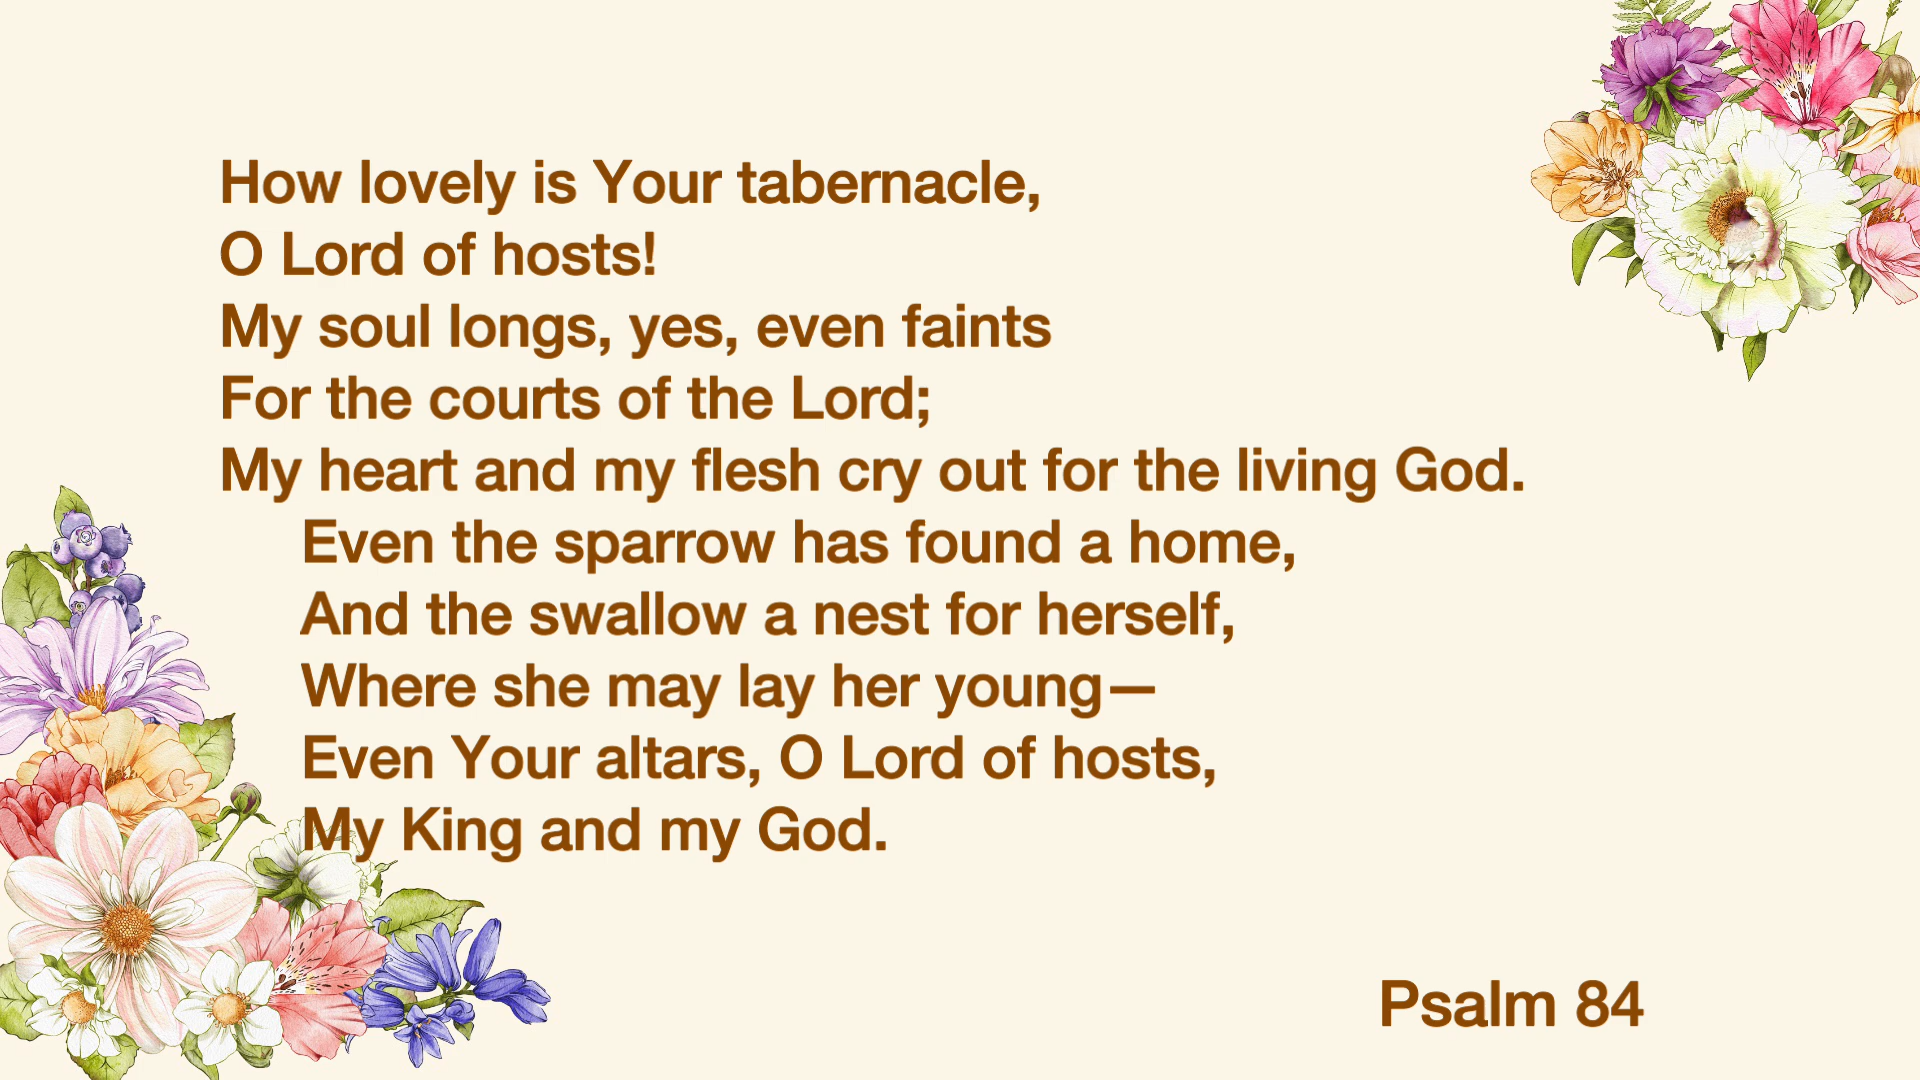 How lovely is Your tabernacle,
O Lord of hosts!
My soul longs, yes, even faints
For the courts of the Lord;
My heart and my flesh cry out for the living God.
Even the sparrow has found a home,
And the swallow a nest for herself,
Where she may lay her young—
Even Your altars, O Lord of hosts,
My King and my God.
Psalm 84